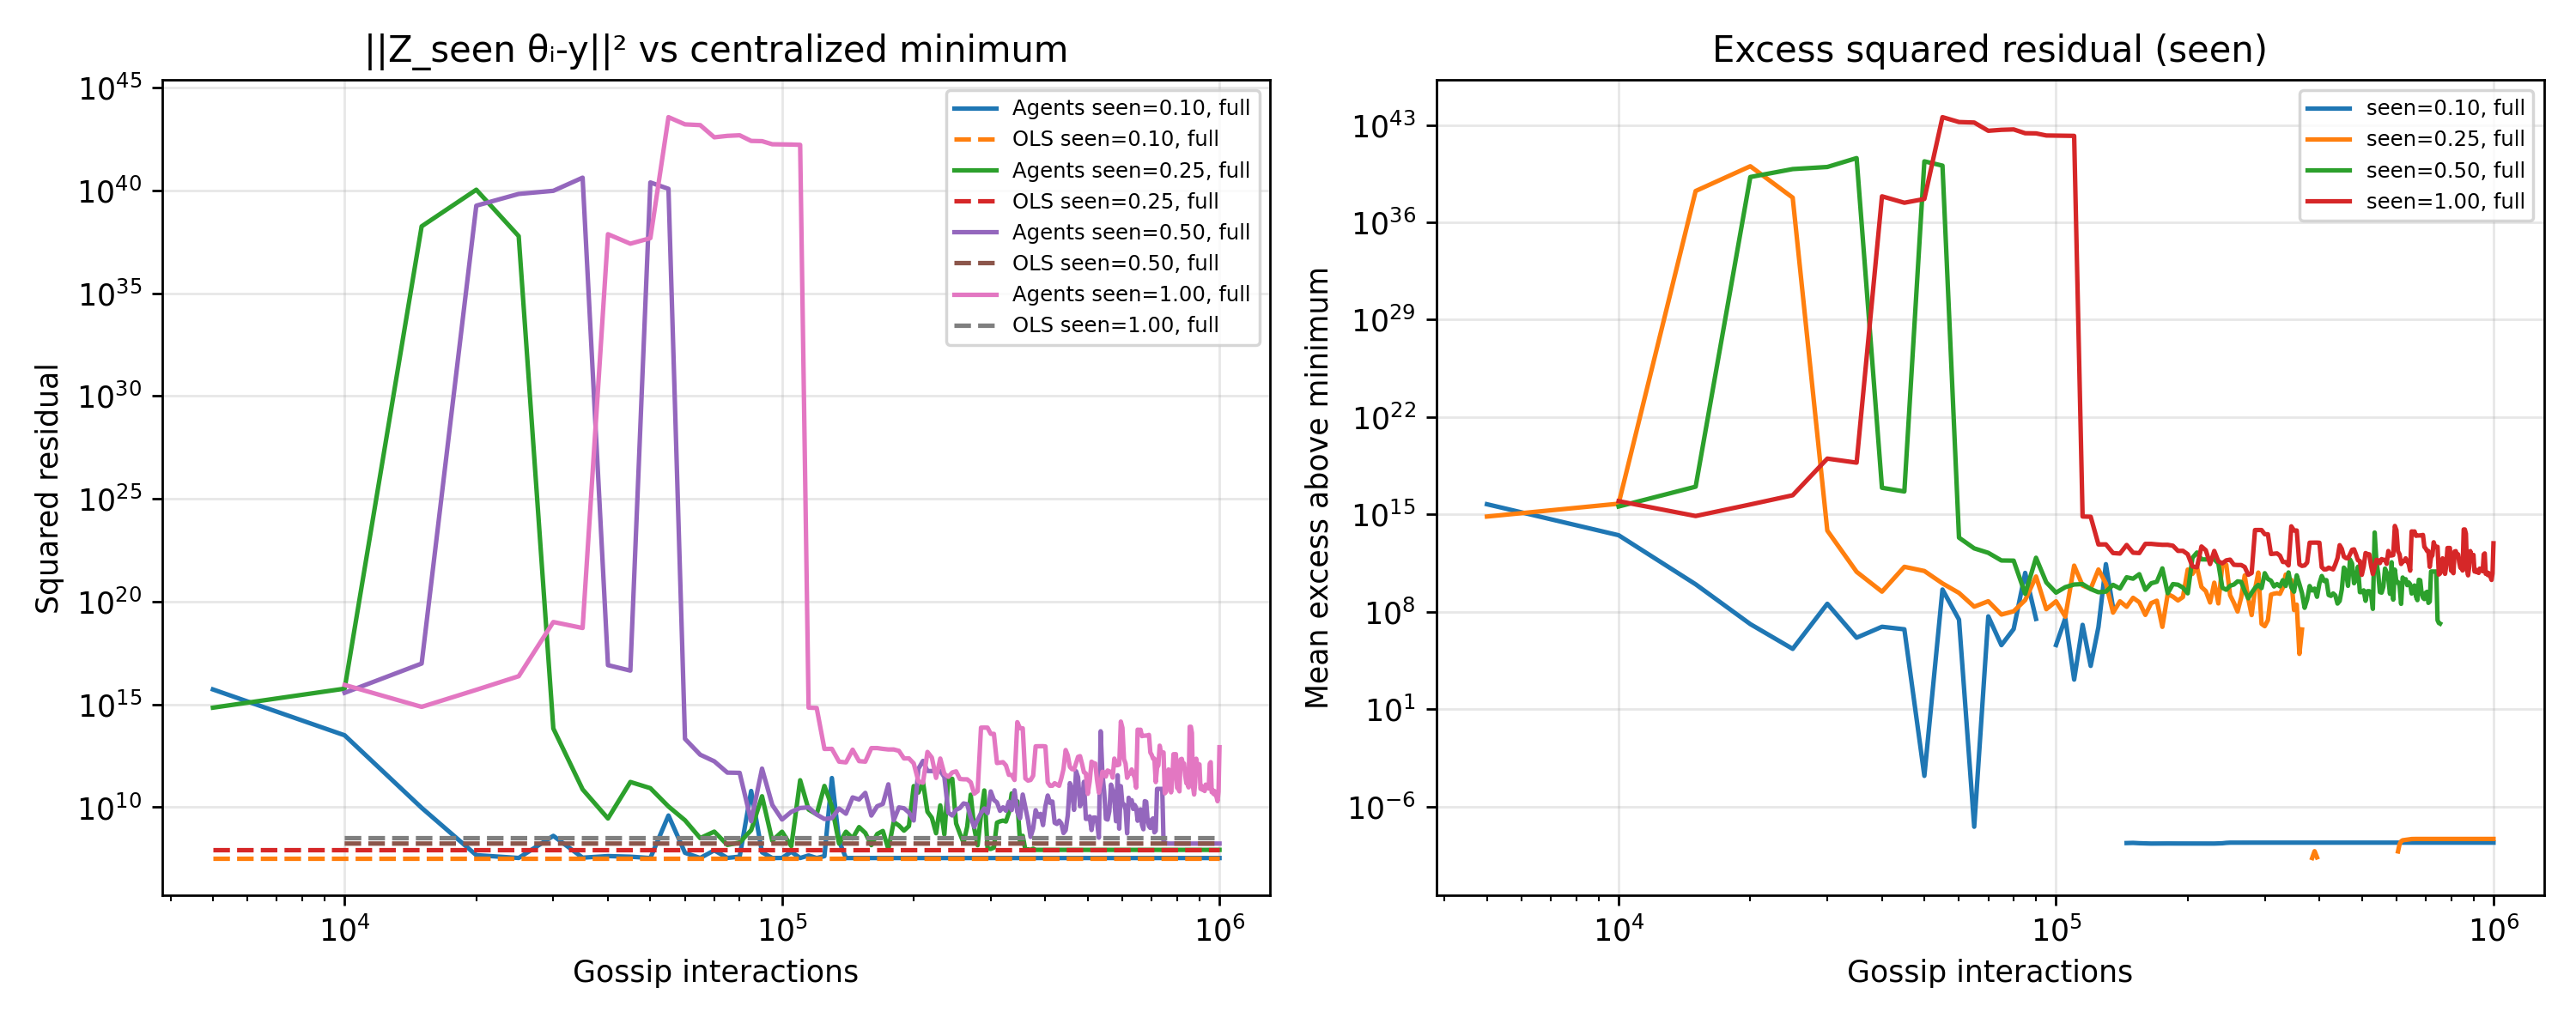 ||Z_seen θᵢ-y||² vs centralized minimum
Squared residual
10⁴⁵
10⁴⁰
10³⁵
10³⁰
10²⁵
10²⁰
10¹⁵
10¹⁰
Agents seen=0.10, full
OLS seen=0.10, full
Agents seen=0.25, full
OLS seen=0.25, full
Agents seen=0.50, full
OLS seen=0.50, full
Agents seen=1.00, full
OLS seen=1.00, full
10⁴ 10⁵ 10⁶
Gossip interactions
Excess squared residual (seen)
Mean excess above minimum
10⁴³
10³⁶
10²⁹
10²²
10¹⁵
10⁸
10¹
10⁻⁶
seen=0.10, full
seen=0.25, full
seen=0.50, full
seen=1.00, full
10⁴ 10⁵ 10⁶
Gossip interactions